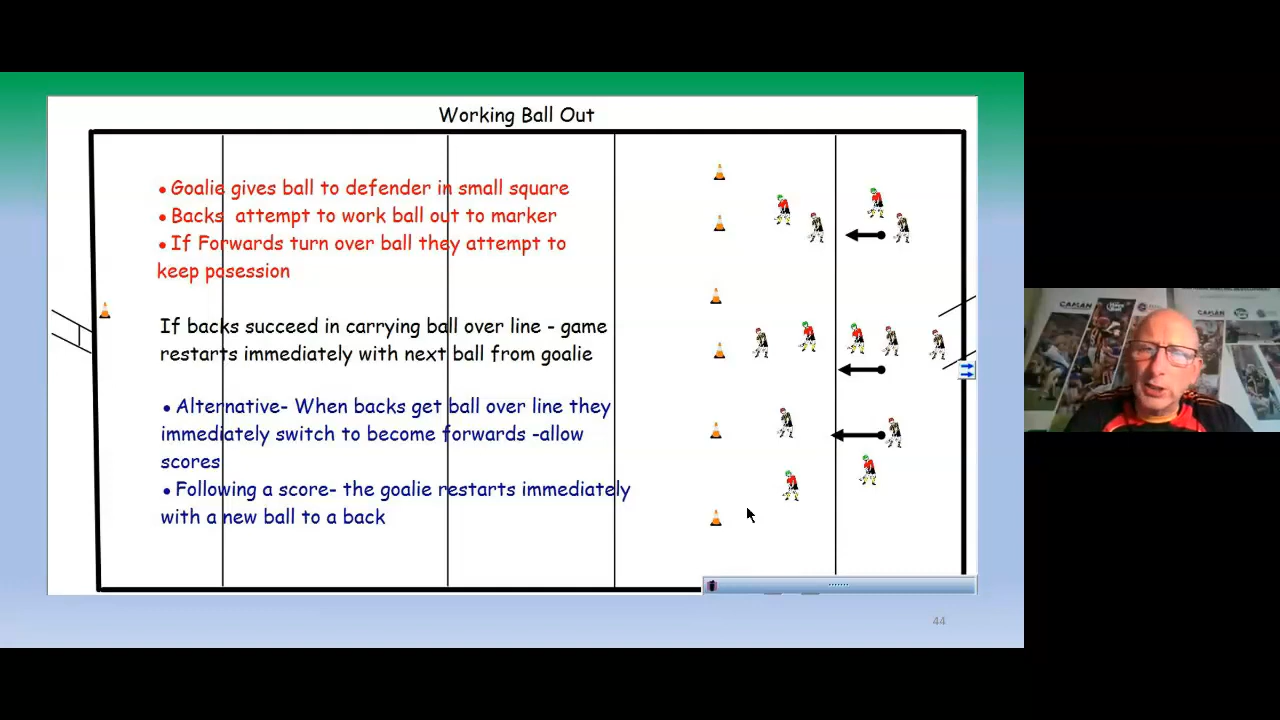 Working Ball Out
• Goalie gives ball to defender in small square
• Backs attempt to work ball out to marker
• If Forwards turn over ball they attempt to
keep posession
If backs succeed in carrying ball over line - game
restarts immediately with next ball from goalie
• Alternative- When backs get ball over line they
immediately switch to become forwards -allow
scores
• Following a score- the goalie restarts immediately
with a new ball to a back
44